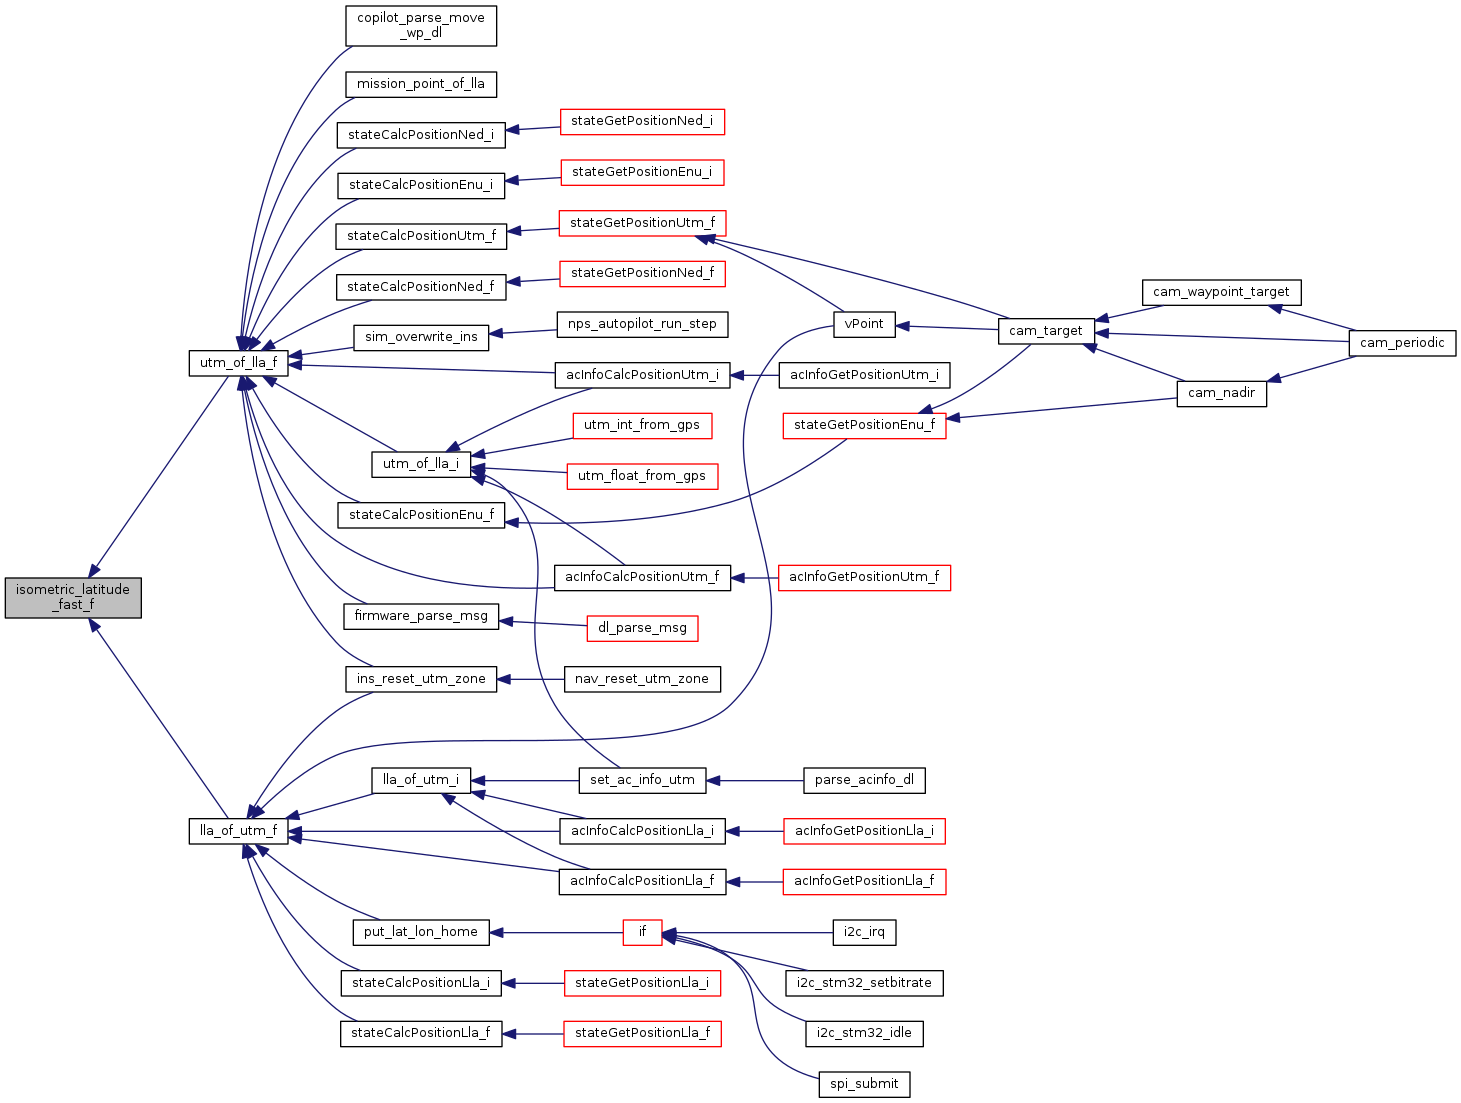 copilot_parse_move
_wp_dl
mission_point_of_lla
stateCalcPositionNed_i
stateGetPositionNed_i
stateCalcPositionEnu_i
stateGetPositionEnu_i
stateCalcPositionUtm_f
stateGetPositionUtm_f
stateCalcPositionNed_f
stateGetPositionNed_f
cam_waypoint_target
sim_overwrite_ins
nps_autopilot_run_step
vPoint
cam_target
cam_periodic
utm_of_lla_f
acInfoCalcPositionUtm_i
acInfoGetPositionUtm_i
cam_nadir
utm_int_from_gps
stateGetPositionEnu_f
utm_of_lla_i
utm_float_from_gps
stateCalcPositionEnu_f
acInfoCalcPositionUtm_f
acInfoGetPositionUtm_f
isometric_latitude
_fast_f
firmware_parse_msg
dl_parse_msg
ins_reset_utm_zone
nav_reset_utm_zone
lla_of_utm_i
set_ac_info_utm
parse_acinfo_dl
lla_of_utm_f
acInfoCalcPositionLla_i
acInfoGetPositionLla_i
acInfoCalcPositionLla_f
acInfoGetPositionLla_f
put_lat_lon_home
if
i2c_irq
stateCalcPositionLla_i
stateGetPositionLla_i
i2c_stm32_setbitrate
stateCalcPositionLla_f
stateGetPositionLla_f
i2c_stm32_idle
spi_submit